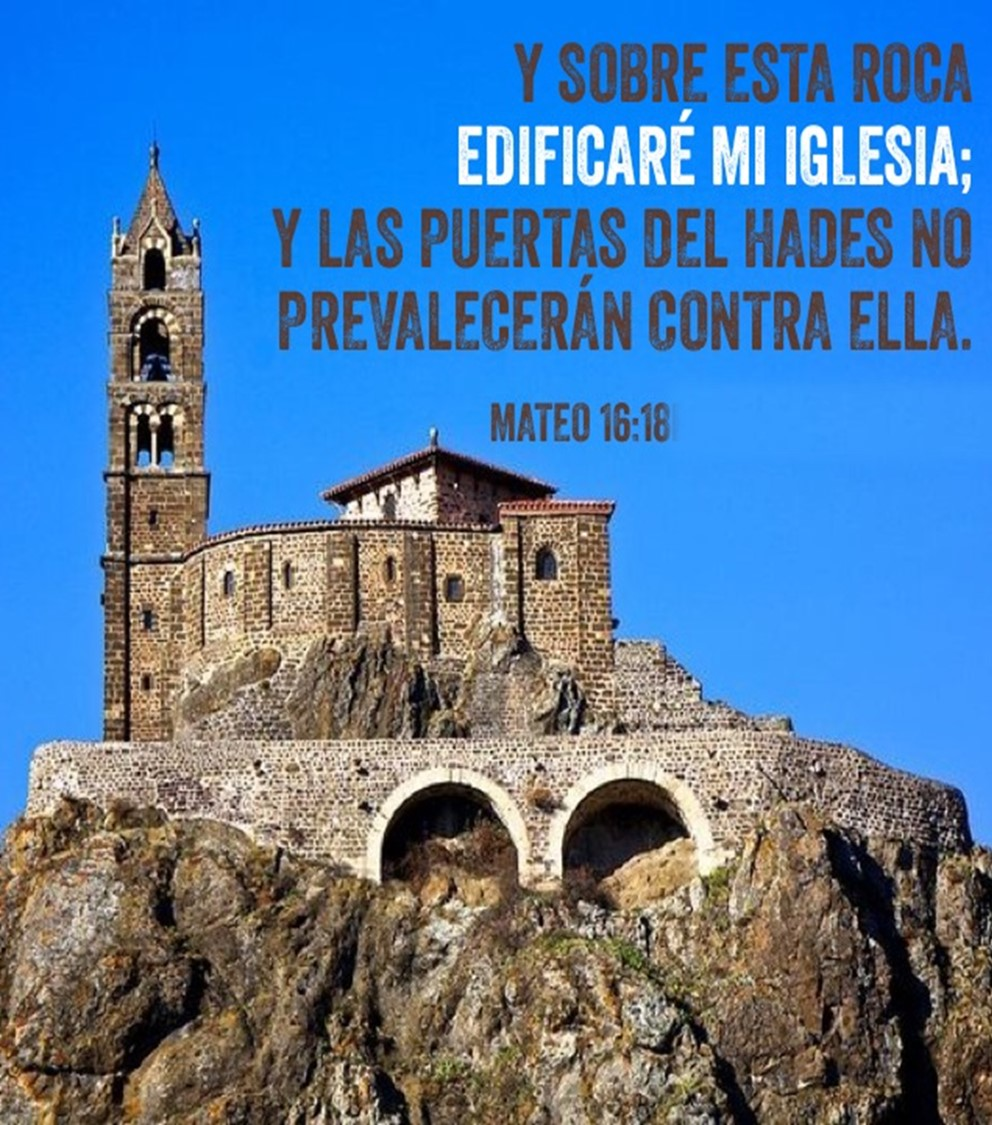 Y SOBRE ESTA ROCA
EDIFICARÉ MI IGLESIA;
Y LAS PUERTAS DEL HADES NO
PREVALECERÁN CONTRA ELLA.
MATEO 16:18